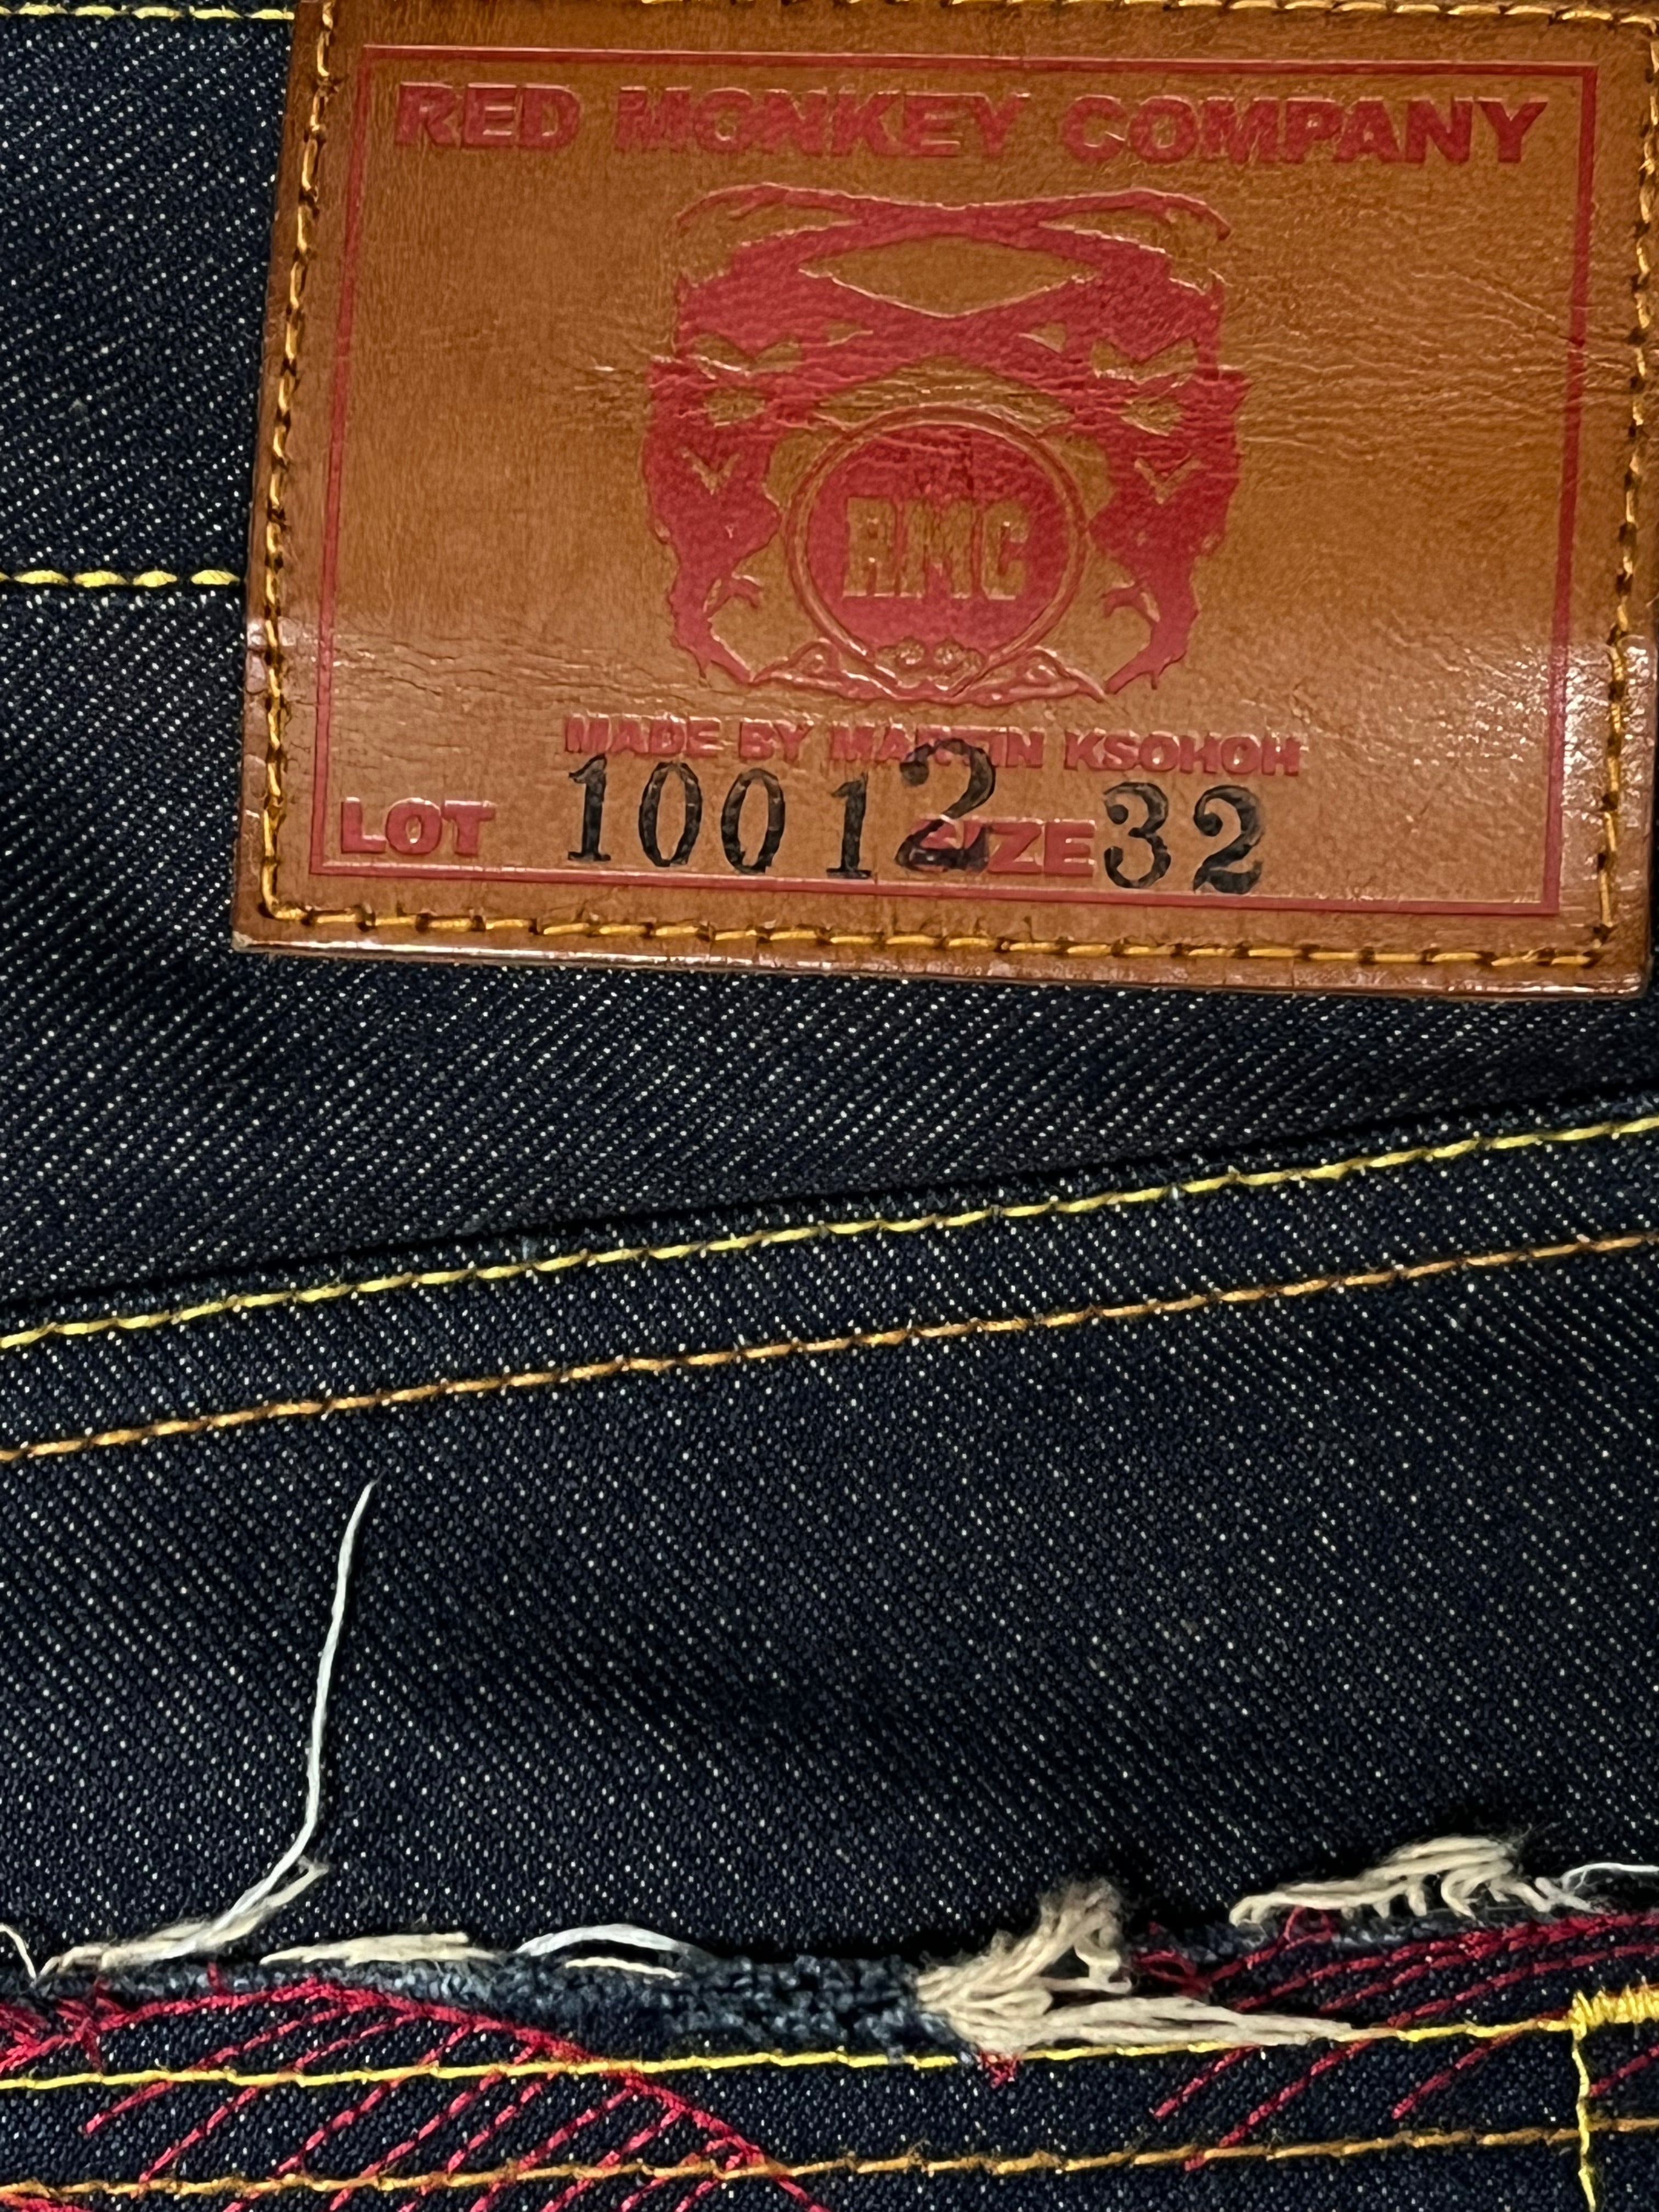 RED MONKEY COMPANY
RMC
MADE BY MARTIN KSOHOH
LOT 10012 SIZE 32